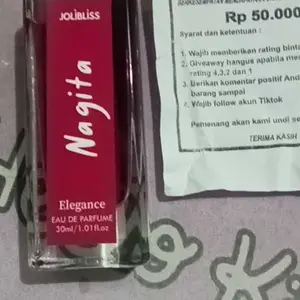 JOLIBLISS
Nagita
Elegance
EAU DE PARFUME
30ml/1.01fl.oz
Rp 50.000
Syarat dan ketentuan :
1. Wajib memberikan rating bint
2. Giveaway hangus apabila me
rating 4,3,2 dan 1
3. Berikan komentar positif And
barang sampai
4. Wajib follow akun Tiktok
Pemenang akan kami undi se
TERIMA KASIH